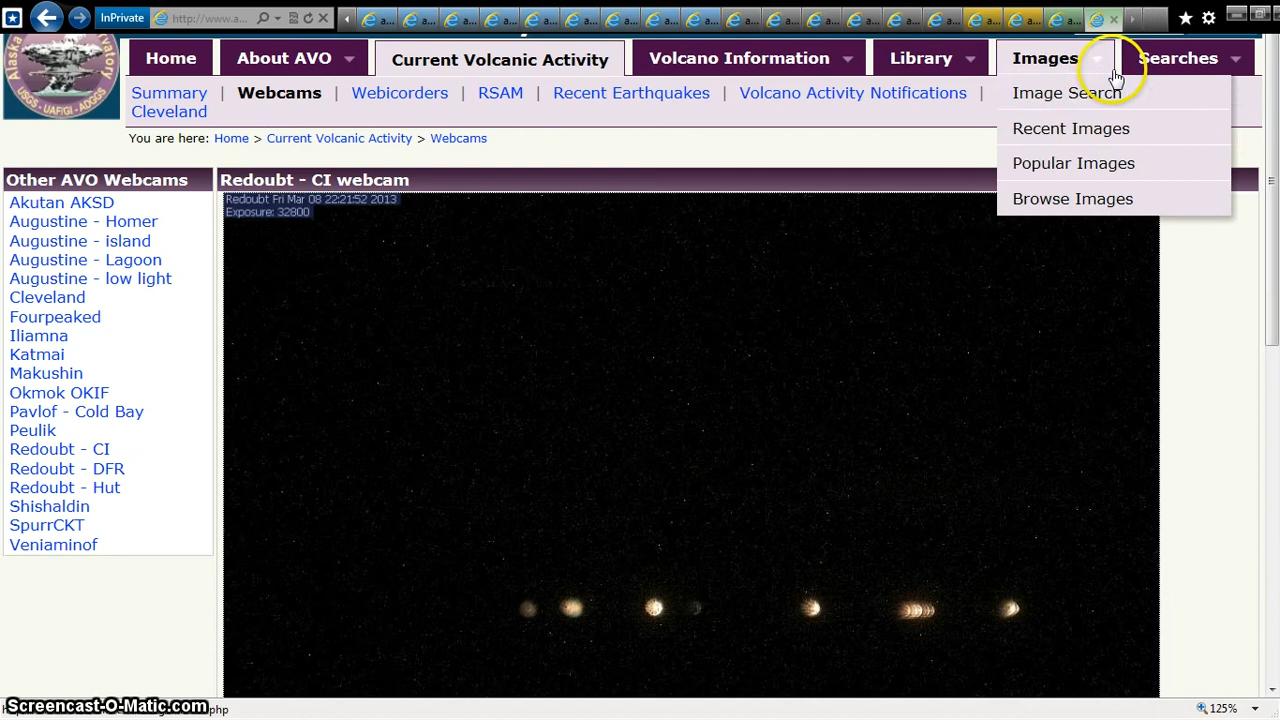 InPrivate
http://www.a...
Home
About AVO
Current Volcanic Activity
Volcano Information
Library
Images
Searches
Summary | Webcams | Webicorders | RSAM | Recent Earthquakes | Volcano Activity Notifications |
Cleveland
Image Search
Recent Images
Popular Images
Browse Images
You are here: Home > Current Volcanic Activity > Webcams
Other AVO Webcams
Akutan AKSD
Augustine - Homer
Augustine - island
Augustine - Lagoon
Augustine - low light
Cleveland
Fourpeaked
Iliamna
Katmai
Makushin
Okmok OKIF
Pavlof - Cold Bay
Peulik
Redoubt - CI
Redoubt - DFR
Redoubt - Hut
Shishaldin
SpurrCKT
Veniaminof
Redoubt - CI webcam
Redoubt Fri Mar 08 22:21:52 2013
Exposure: 32800
Screencast-O-Matic.com
.php
125%